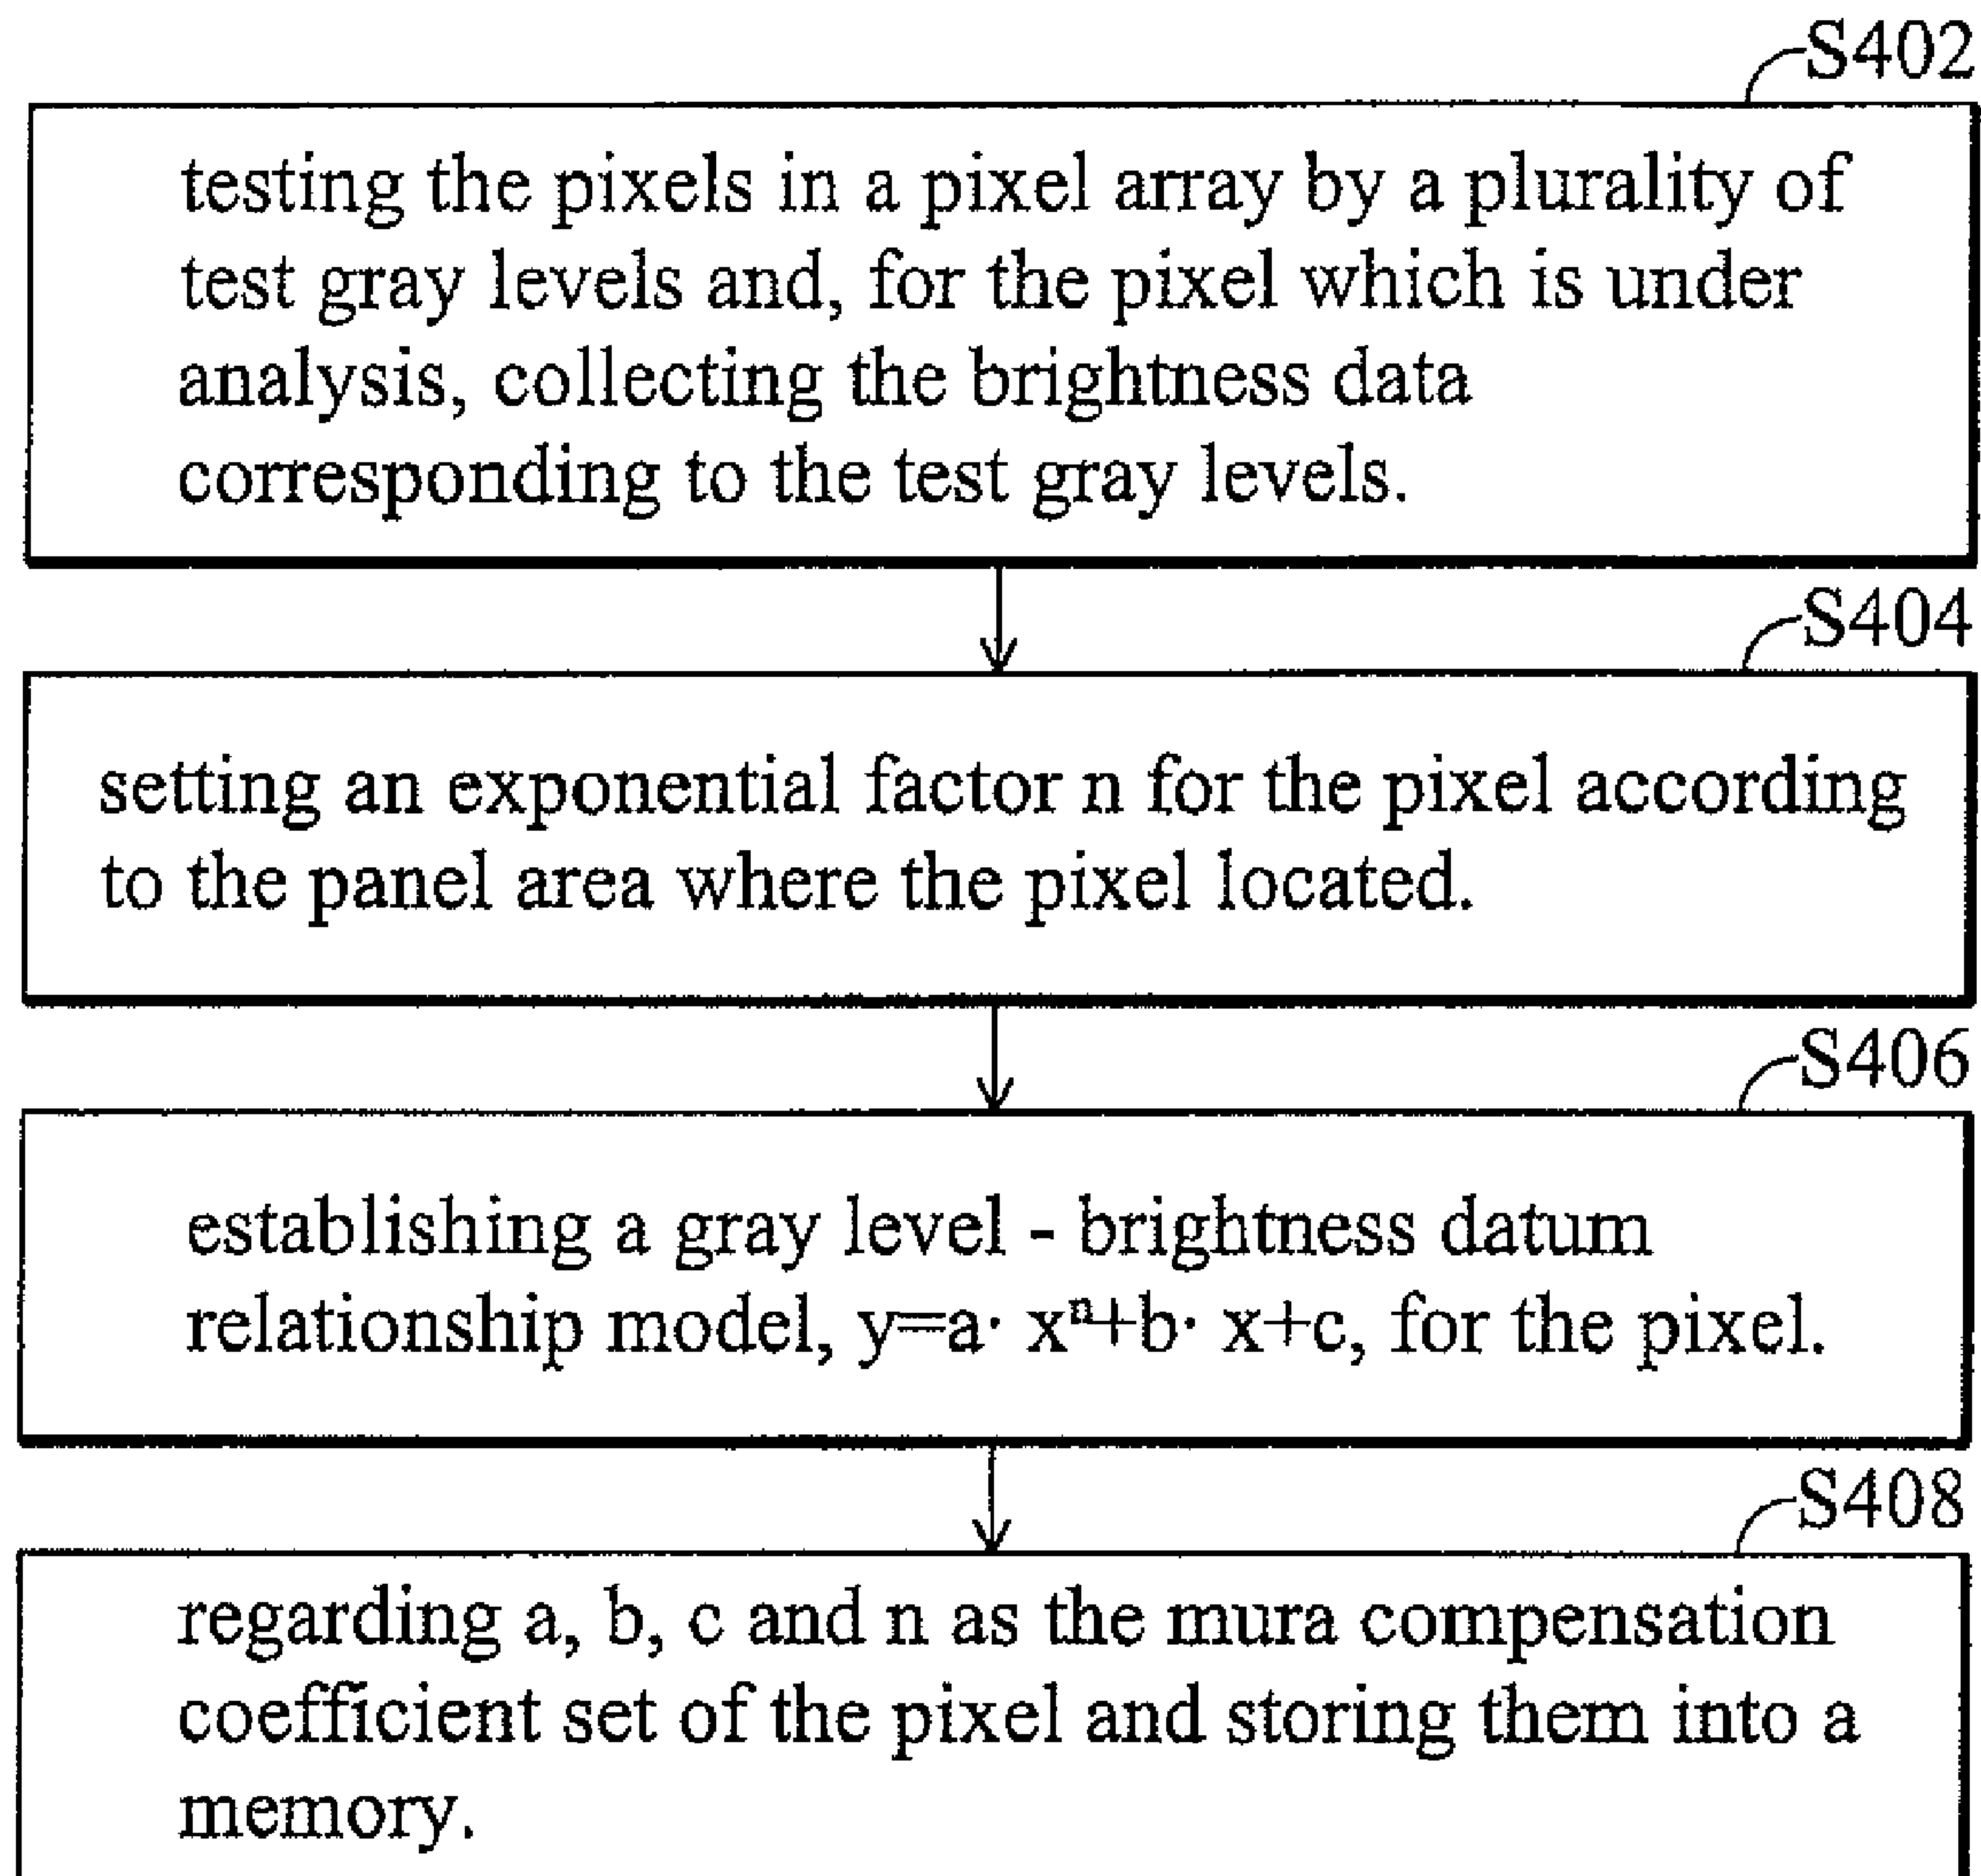 S402
testing the pixels in a pixel array by a plurality of
test gray levels and, for the pixel which is under
analysis, collecting the brightness data
corresponding to the test gray levels.
S404
setting an exponential factor n for the pixel according
to the panel area where the pixel located.
S406
establishing a gray level - brightness datum
relationship model, y=a· xⁿ+b· x+c, for the pixel.
S408
regarding a, b, c and n as the mura compensation
coefficient set of the pixel and storing them into a
memory.